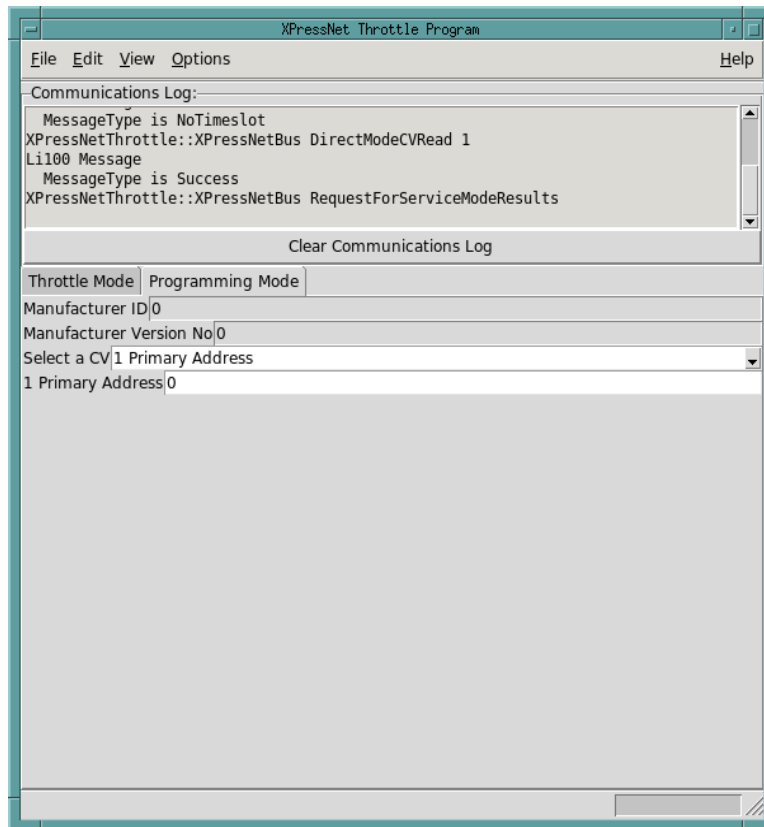 XPressNet Throttle Program
File Edit View Options Help
Communications Log:
MessageType is NoTimeslot
XPressNetThrottle::XPressNetBus DirectModeCVRead 1
Li100 Message
MessageType is Success
XPressNetThrottle::XPressNetBus RequestForServiceModeResults
Clear Communications Log
Throttle Mode Programming Mode
Manufacturer ID 0
Manufacturer Version No 0
Select a CV 1 Primary Address
1 Primary Address 0